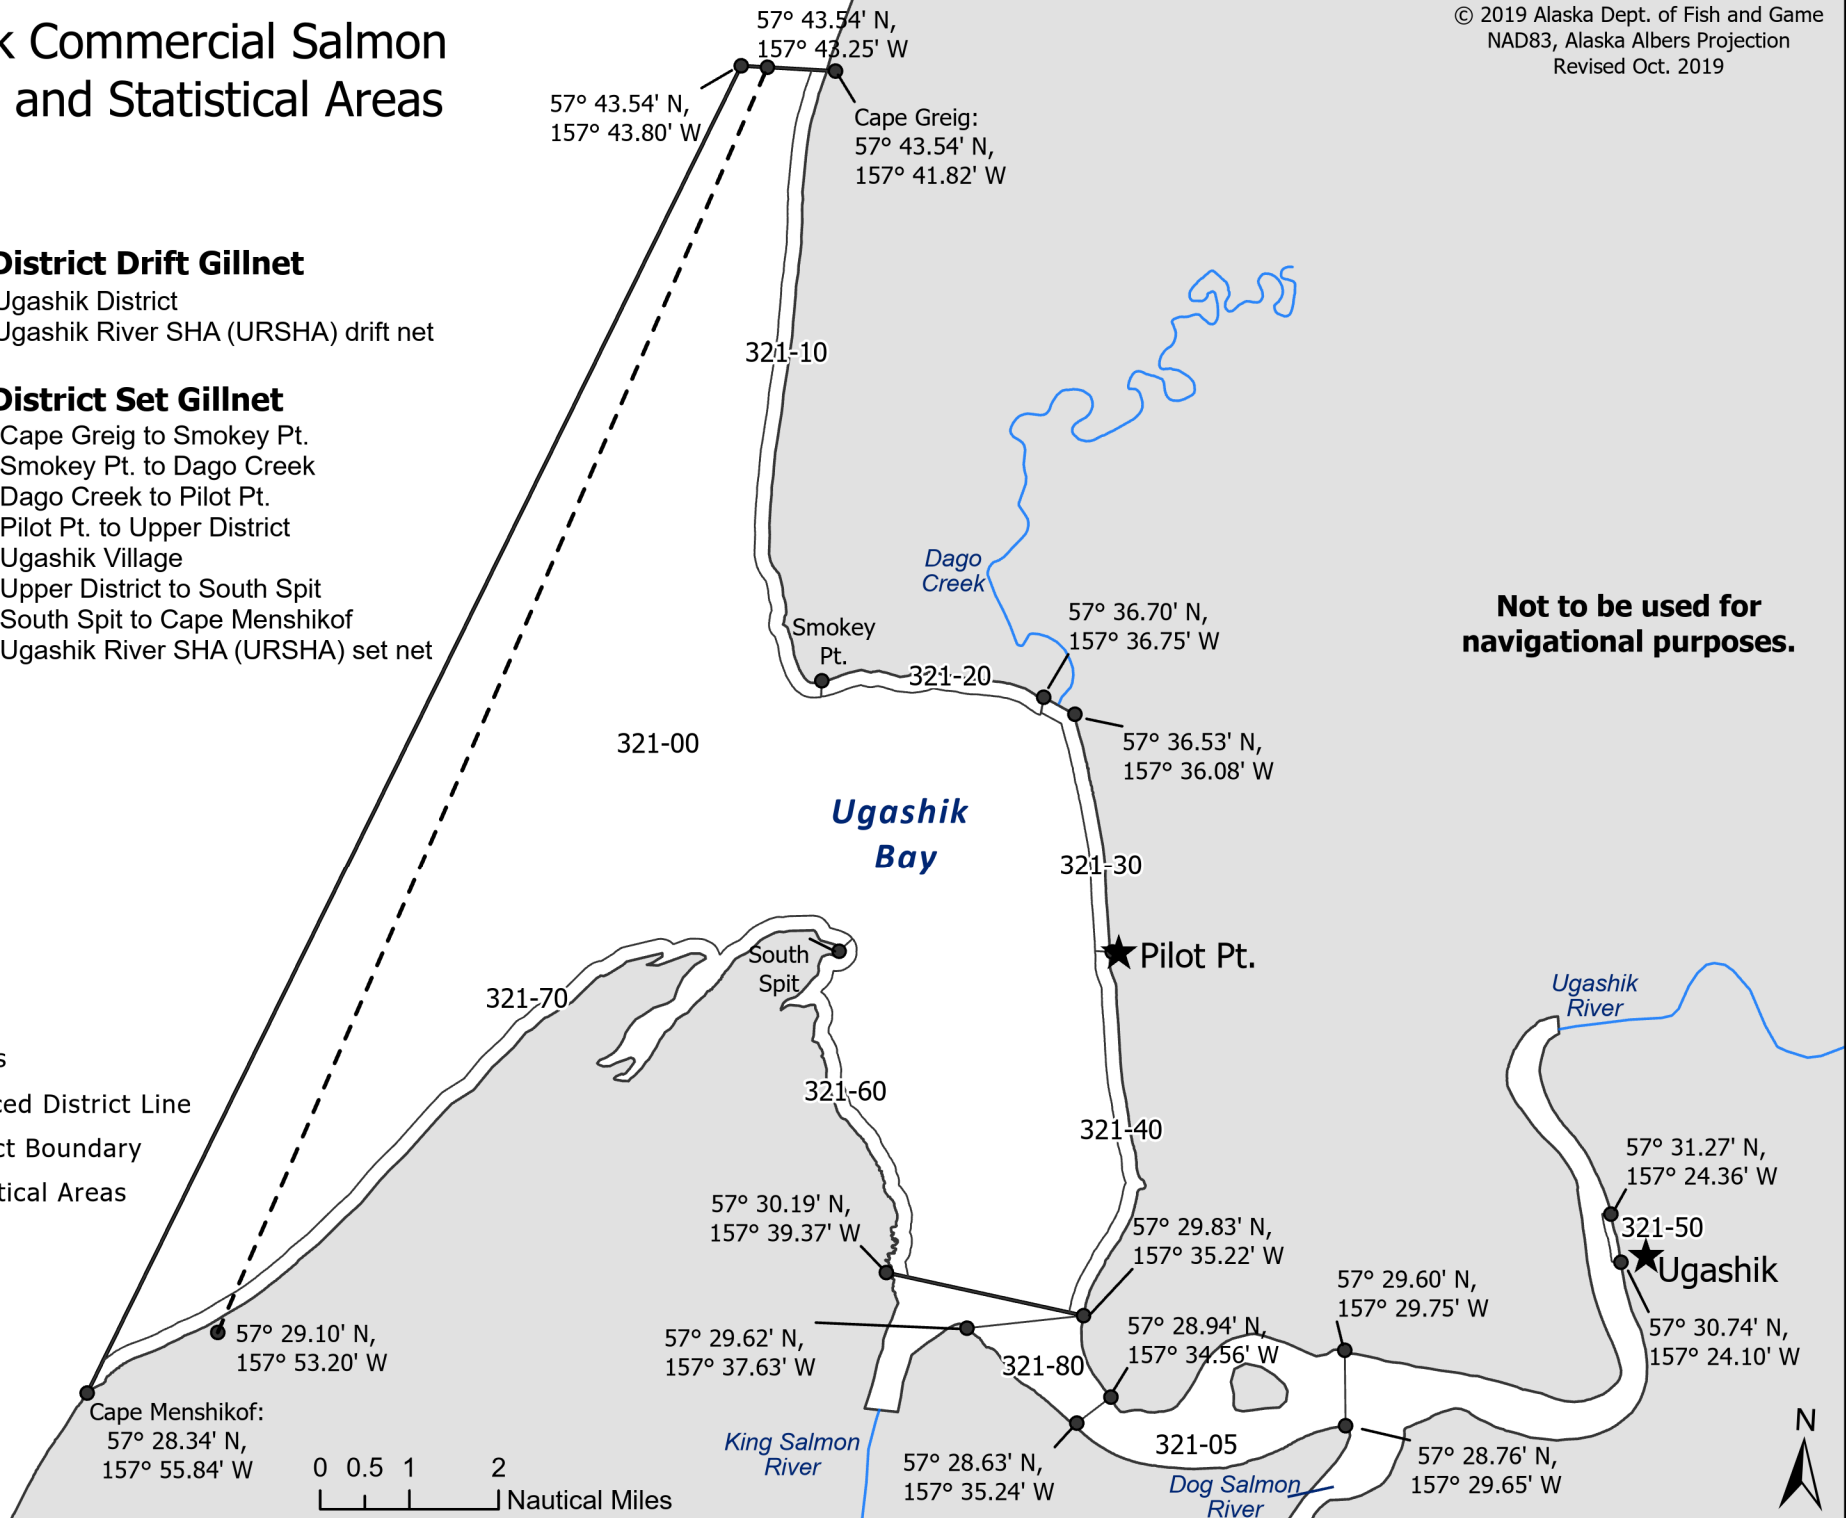 k Commercial Salmon
and Statistical Areas
© 2019 Alaska Dept. of Fish and Game
NAD83, Alaska Albers Projection
Revised Oct. 2019
57° 43.54' N,
157° 43.25' W
57° 43.54' N,
157° 43.80' W
Cape Greig:
57° 43.54' N,
157° 41.82' W
District Drift Gillnet
Ugashik District
Ugashik River SHA (URSHA) drift net
District Set Gillnet
Cape Greig to Smokey Pt.
Smokey Pt. to Dago Creek
Dago Creek to Pilot Pt.
Pilot Pt. to Upper District
Ugashik Village
Upper District to South Spit
South Spit to Cape Menshikof
Ugashik River SHA (URSHA) set net
321-10
Dago
Creek
57° 36.70' N,
157° 36.75' W
Not to be used for
navigational purposes.
Smokey
Pt.
321-20
321-00
57° 36.53' N,
157° 36.08' W
Ugashik
Bay
321-30
South
Spit
Pilot Pt.
321-70
Ugashik
River
s
ced District Line
ct Boundary
tical Areas
321-60
321-40
57° 31.27' N,
157° 24.36' W
321-50
Ugashik
57° 30.19' N,
157° 39.37' W
57° 29.83' N,
157° 35.22' W
57° 29.60' N,
157° 29.75' W
57° 30.74' N,
157° 24.10' W
57° 29.10' N,
157° 53.20' W
57° 29.62' N,
157° 37.63' W
57° 28.94' N,
157° 34.56' W
321-80
Cape Menshikof:
57° 28.34' N,
157° 55.84' W
King Salmon
River
57° 28.63' N,
157° 35.24' W
321-05
Dog Salmon
River
57° 28.76' N,
157° 29.65' W
N
0 0.5 1 2
Nautical Miles